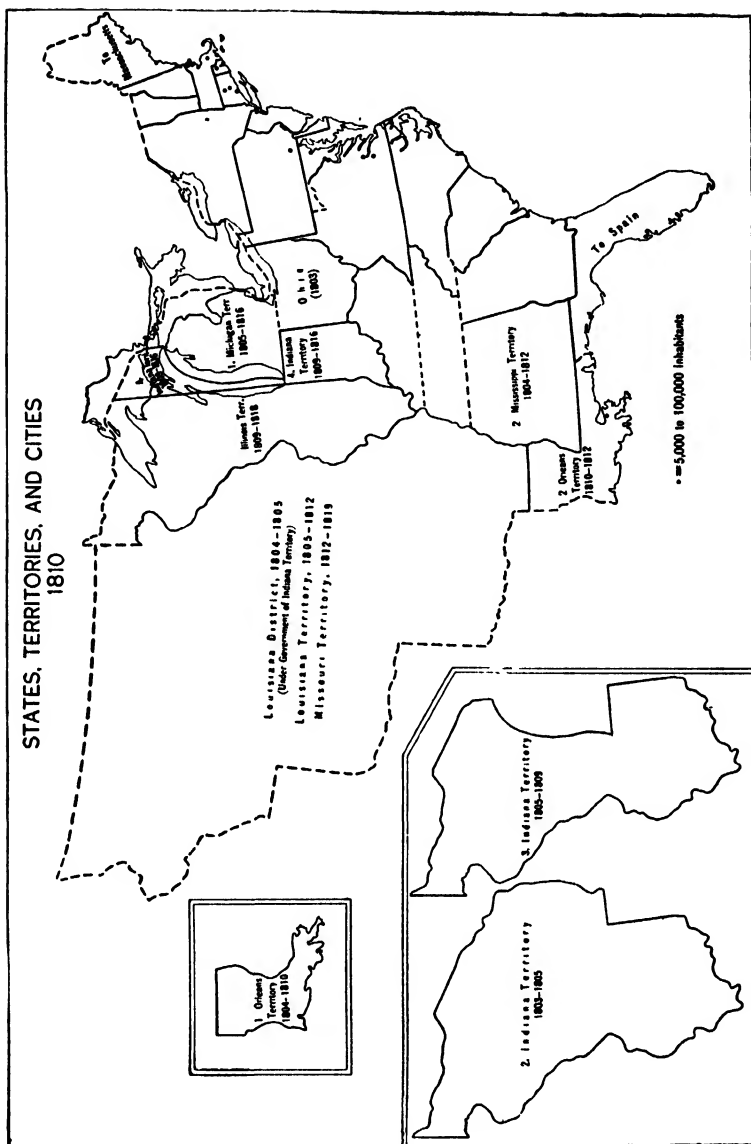 STATES, TERRITORIES, AND CITIES
1810
To
Louisiana District, 1804–1805
(Under Government of Indiana Territory)
Louisiana Territory, 1805–1812
Missouri Territory, 1812–1819
Illinois Terr.
1809–1818
1. Michigan Terr
1805–1816
4. Indiana
Territory
1809–1816
Ohio
(1803)
2 Mississippi Territory
1804–1812
2 Orleans
Territory
1810–1812
To Spain
• =5,000 to 100,000 Inhabitants
1 Orleans
Territory
1804–1810
2. Indiana Territory
1803–1805
3. Indiana Territory
1805–1809